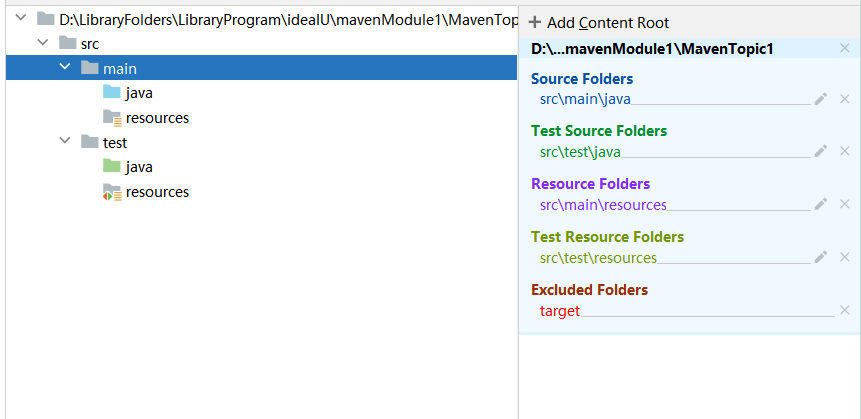 D:\LibraryFolders\LibraryProgram\ideaIU\mavenModule1\MavenTop
src
main
java
resources
test
java
resources
Add Content Root
D:\...mavenModule1\MavenTopic1
Source Folders
src\main\java
Test Source Folders
src\test\java
Resource Folders
src\main\resources
Test Resource Folders
src\test\resources
Excluded Folders
target